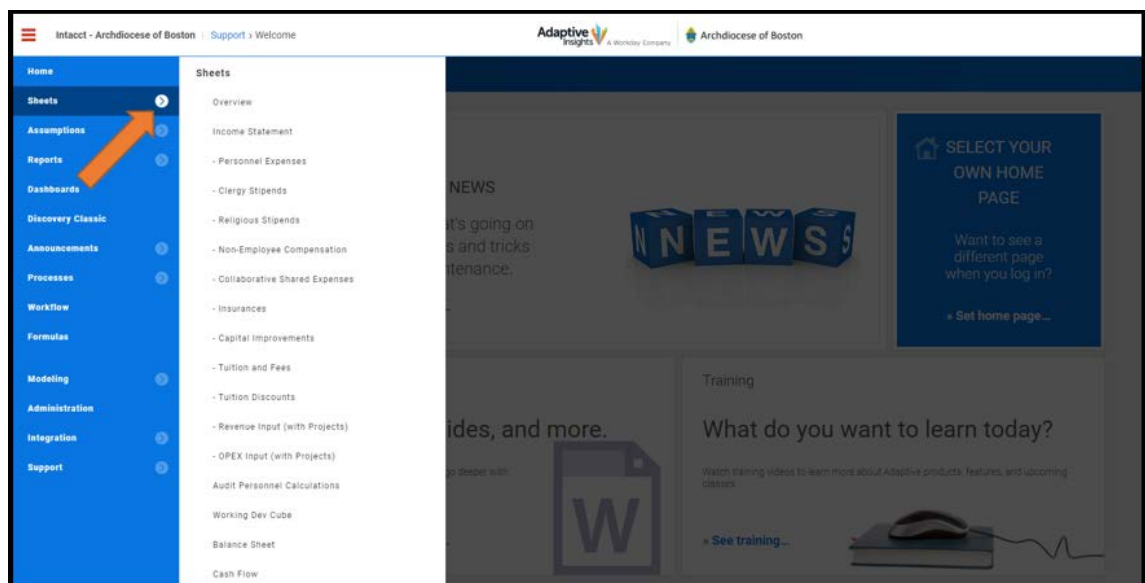 Intacct - Archdiocese of Boston | Support › Welcome
Adaptive Insights A Workday Company
Archdiocese of Boston
Home
Sheets
Assumptions
Reports
Dashboards
Discovery Classic
Announcements
Processes
Workflow
Formulas
Modeling
Administration
Integration
Support
Sheets
Overview
Income Statement
- Personnel Expenses
- Clergy Stipends
- Religious Stipends
- Non-Employee Compensation
- Collaborative Shared Expenses
- Insurances
- Capital Improvements
- Tuition and Fees
- Tuition Discounts
- Revenue Input (with Projects)
- OPEX Input (with Projects)
Audit Personnel Calculations
Working Dev Cube
Balance Sheet
Cash Flow
NEWS
at's going on
s and tricks
ntenance.
N N E W S S
SELECT YOUR
OWN HOME
PAGE
Want to see a
different page
when you log in?
» Set home page...
ides, and more.
go deeper with
W
Training
What do you want to learn today?
Watch training videos to learn more about Adaptive products, features, and upcoming
classes.
» See training...